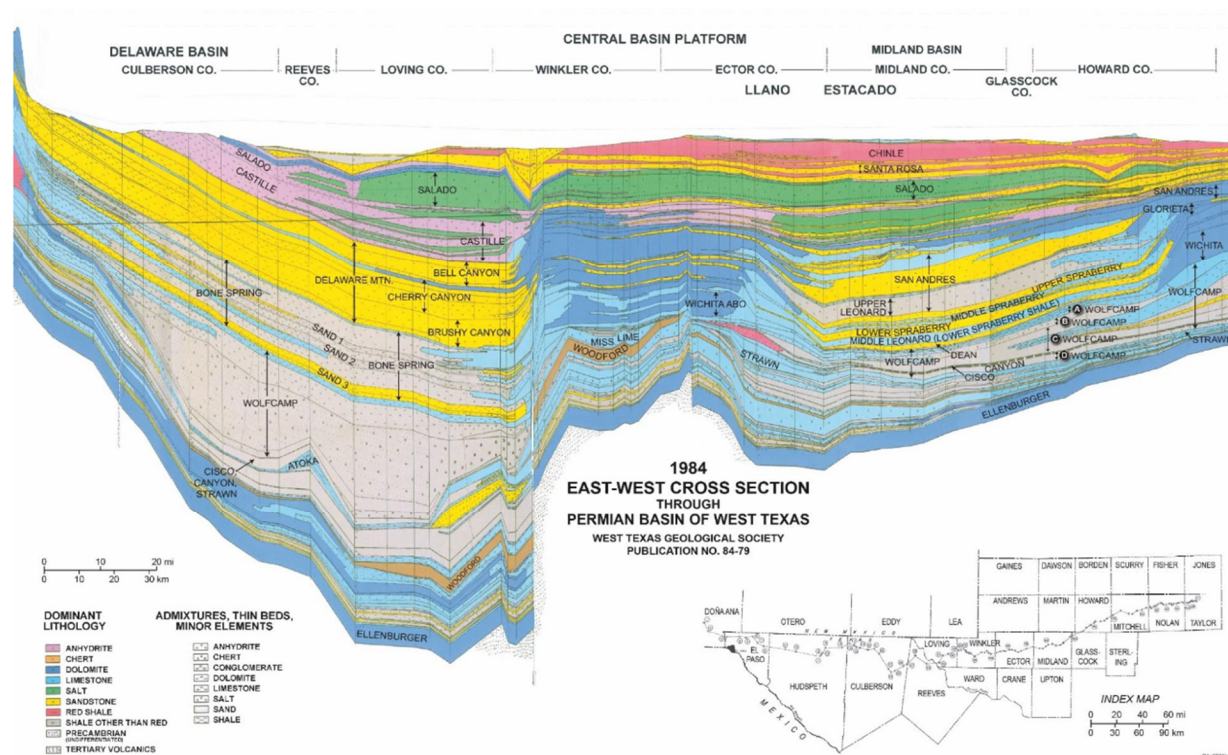 DELAWARE BASIN
CENTRAL BASIN PLATFORM
MIDLAND BASIN
CULBERSON CO.
REEVES CO.
LOVING CO.
WINKLER CO.
ECTOR CO.
MIDLAND CO.
GLASSCOCK CO.
HOWARD CO.
LLANO ESTACADO
SALADO
CASTILLE
SALADO
CASTILLE
BELL CANYON
DELAWARE MTN.
CHERRY CANYON
BRUSHY CANYON
BONE SPRING
SAND 1
SAND 2
SAND 3
BONE SPRING
WOLFCAMP
CISCO, CANYON, STRAWN
ATOKA
WOODFORD
ELLENBURGER
MISS LIME
WOODFORD
WICHITA ABO
STRAWN
CHINLE
SANTA ROSA
SALADO
SAN ANDRES
GLORIETA
WICHITA
SAN ANDRES
UPPER LEONARD
UPPER SPRABERRY
MIDDLE SPRABERRY
LOWER SPRABERRY
MIDDLE LEONARD (LOWER SPRABERRY SHALE)
WOLFCAMP
DEAN
CISCO
CANYON
A WOLFCAMP
B WOLFCAMP
C WOLFCAMP
D WOLFCAMP
WOLFCAMP
STRAWN
ELLENBURGER
1984
EAST-WEST CROSS SECTION
THROUGH
PERMIAN BASIN OF WEST TEXAS
WEST TEXAS GEOLOGICAL SOCIETY
PUBLICATION NO. 84-79
0 20 mi
0 10 20 30 km
DOMINANT LITHOLOGY
ANHYDRITE
CHERT
DOLOMITE
LIMESTONE
SALT
SANDSTONE
RED SHALE
SHALE OTHER THAN RED
PRECAMBRIAN
(UNDIFFERENTIATED)
TERTIARY VOLCANICS
ADMIXTURES, THIN BEDS,
MINOR ELEMENTS
ANHYDRITE
CHERT
CONGLOMERATE
DOLOMITE
LIMESTONE
SALT
SAND
SHALE
GAINES
DAWSON
BORDEN
SCURRY
FISHER
JONES
ANDREWS
MARTIN
HOWARD
MITCHELL
NOLAN
TAYLOR
DOÑA ANA
OTERO
EDDY
LEA
NEW MEXICO
TEXAS
EL PASO
HUDSPETH
CULBERSON
REEVES
LOVING
WINKLER
WARD
CRANE
ECTOR
MIDLAND
UPTON
GLASS-COCK
STER-LING
MEXICO
INDEX MAP
0 20 40 60 mi
0 30 60 90 km